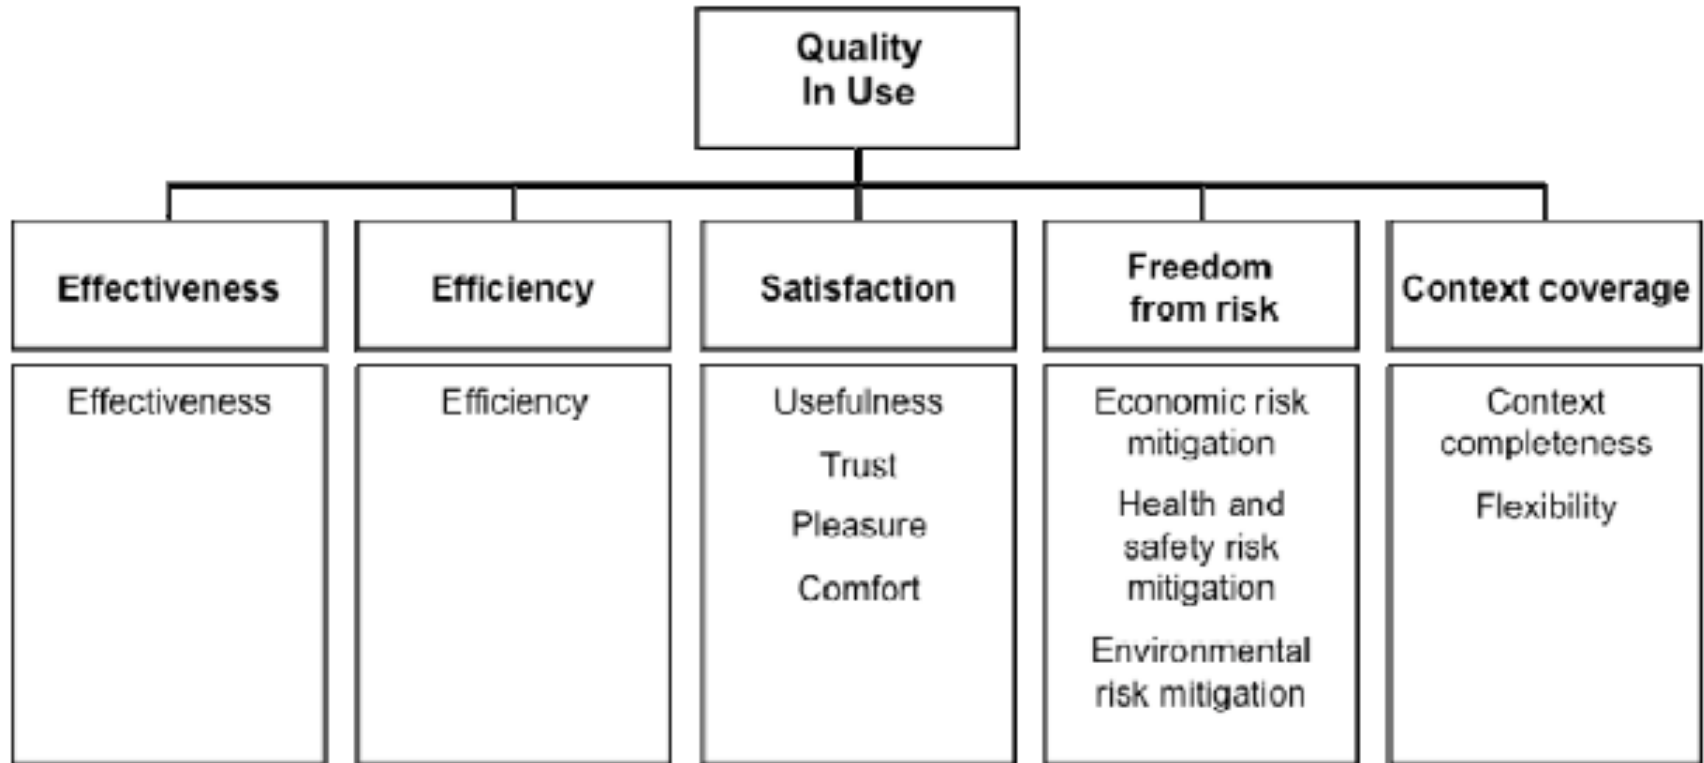 Quality
In Use
Effectiveness
Efficiency
Satisfaction
Freedom
from risk
Context coverage
Effectiveness
Efficiency
Usefulness
Trust
Pleasure
Comfort
Economic risk
mitigation
Health and
safety risk
mitigation
Environmental
risk mitigation
Context
completeness
Flexibility